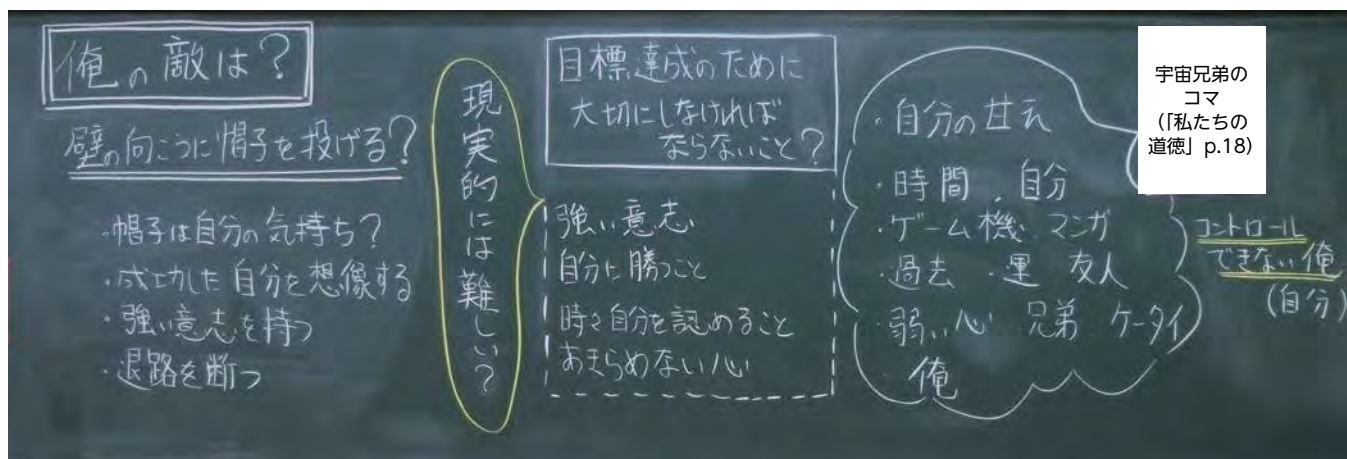 俺の敵は？
壁の向こうに帽子を投げる？
・帽子は自分の気持ち？
・成功した自分を想像する
・強い意志を持つ
・退路を断つ
現実的には難しい？
目標達成のために
大切にしなければ
ならないこと？
強い意志
自分に勝つこと
時々自分を認めること
あきらめない心
・自分の甘え
・時間、自分
・ゲーム機 マンガ
・過去 ・運 友人
・弱い心 兄弟 ケータイ
俺
宇宙兄弟の
コマ
（「私たちの
道徳」p.18）
コントロール
できない俺
（自分）